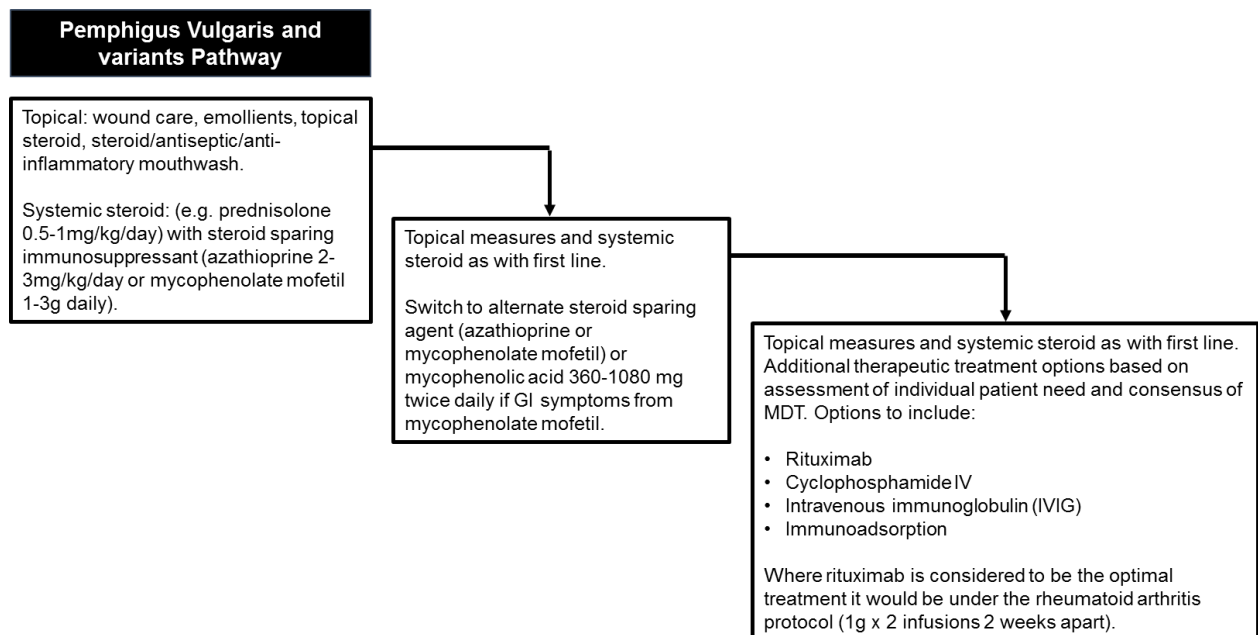 Pemphigus Vulgaris and
variants Pathway
Topical: wound care, emollients, topical
steroid, steroid/antiseptic/anti-
inflammatory mouthwash.
Systemic steroid: (e.g. prednisolone
0.5-1mg/kg/day) with steroid sparing
immunosuppressant (azathioprine 2-
3mg/kg/day or mycophenolate mofetil
1-3g daily).
Topical measures and systemic
steroid as with first line.
Switch to alternate steroid sparing
agent (azathioprine or
mycophenolate mofetil) or
mycophenolic acid 360-1080 mg
twice daily if GI symptoms from
mycophenolate mofetil.
Topical measures and systemic steroid as with first line.
Additional therapeutic treatment options based on
assessment of individual patient need and consensus of
MDT. Options to include:
• Rituximab
• Cyclophosphamide IV
• Intravenous immunoglobulin (IVIG)
• Immunoadsorption
Where rituximab is considered to be the optimal
treatment it would be under the rheumatoid arthritis
protocol (1g x 2 infusions 2 weeks apart).